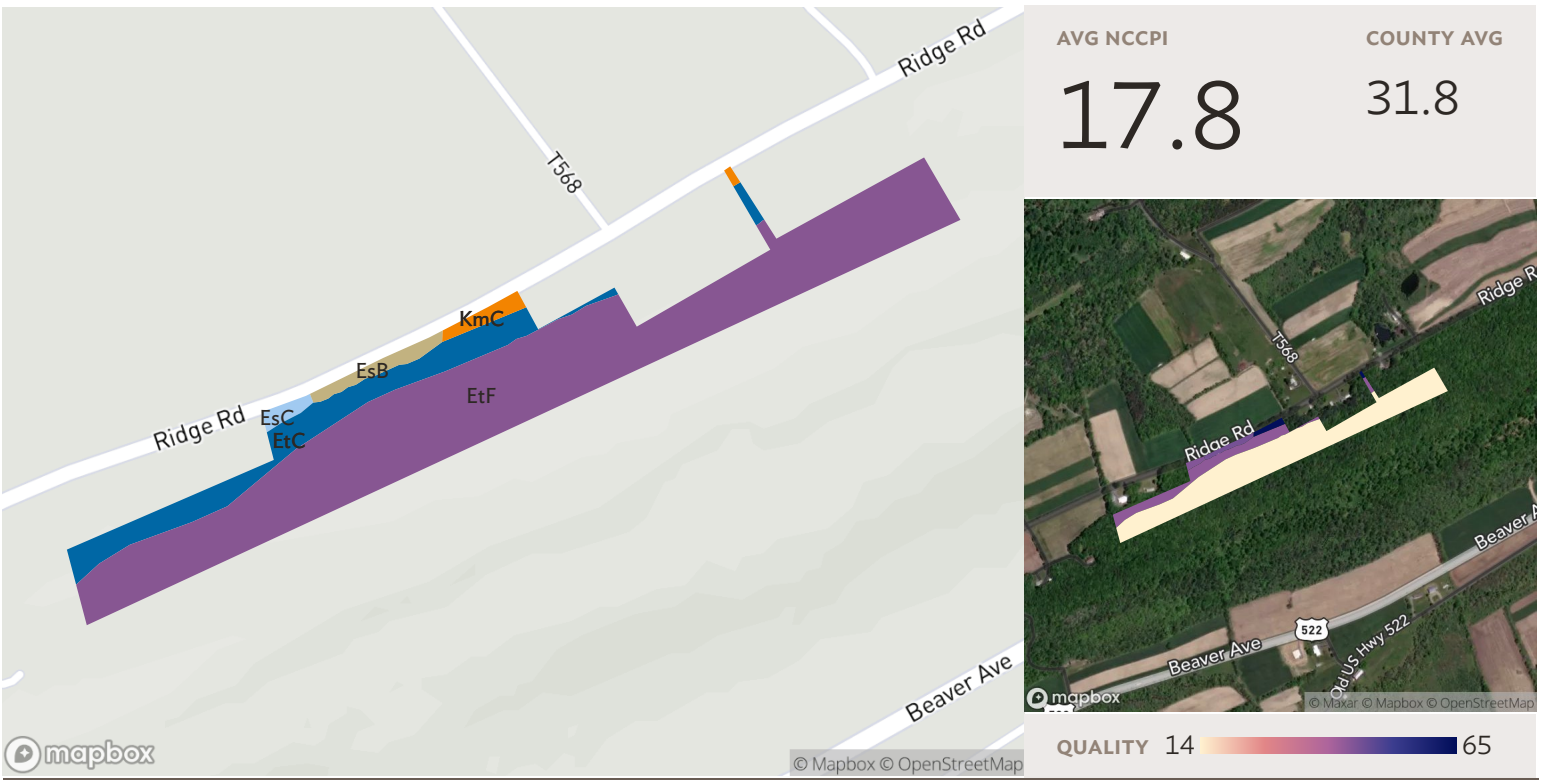 Ridge Rd
T568
KmC
EsB
EtF
EsC
EtC
Ridge Rd
Beaver Ave
mapbox
© Mapbox © OpenStreetMap
AVG NCCPI
COUNTY AVG
17.8
31.8
Ridge R
T568
Ridge Rd
Beaver A
522
Beaver Ave
Old US Hwy 522
mapbox
© Maxar © Mapbox © OpenStreetMap
QUALITY 14 65